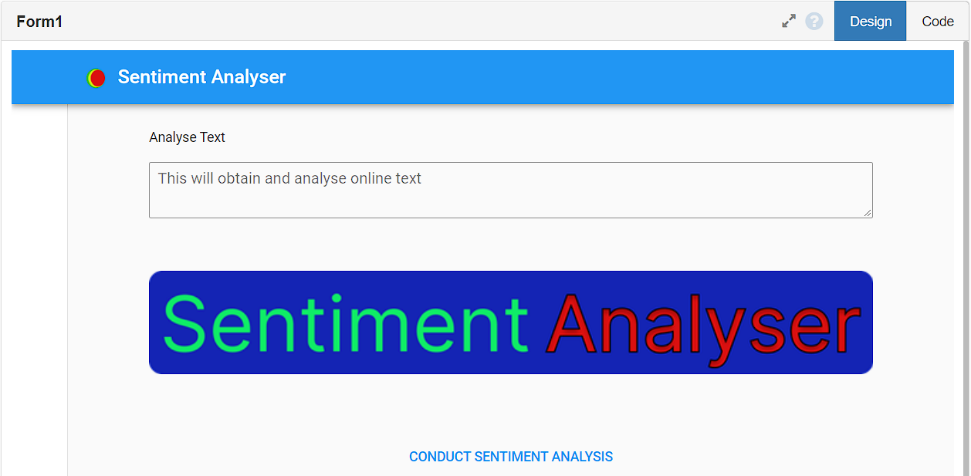 Form1
?
Design
Code
Sentiment Analyser
Analyse Text
This will obtain and analyse online text
Sentiment Analyser
CONDUCT SENTIMENT ANALYSIS